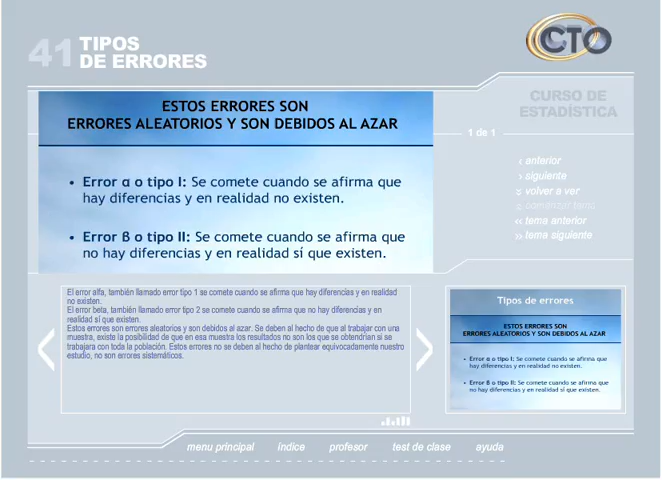 41 TIPOS
DE ERRORES
CTO
CURSO DE
ESTADÍSTICA
ESTOS ERRORES SON
ERRORES ALEATORIOS Y SON DEBIDOS AL AZAR
• Error α o tipo I: Se comete cuando se afirma que
hay diferencias y en realidad no existen.
• Error ß o tipo II: Se comete cuando se afirma que
no hay diferencias y en realidad sí que existen.
1 de 1
‹ anterior
› siguiente
volver a ver
comenzar tema
‹‹ tema anterior
›› tema siguiente
El error alfa, también llamado error tipo 1 se comete cuando se afirma que hay diferencias y en realidad
no existen.
El error beta, también llamado error tipo 2 se comete cuando se afirma que no hay diferencias y en
realidad sí que existen.
Estos errores son errores aleatorios y son debidos al azar. Se deben al hecho de que al trabajar con una
muestra, existe la posibilidad de que en esa muestra los resultados no son los que se obtendrían si se
trabajara con toda la población. Estos errores no se deben al hecho de plantear equivocadamente nuestro
estudio, no son errores sistemáticos.
Tipos de errores
ESTOS ERRORES SON
ERRORES ALEATORIOS Y SON DEBIDOS AL AZAR
• Error α o tipo I: Se comete cuando se afirma que
hay diferencias y en realidad no existen.
• Error ß o tipo II: Se comete cuando se afirma que
no hay diferencias y en realidad sí que existen.
menu principal índice profesor test de clase ayuda